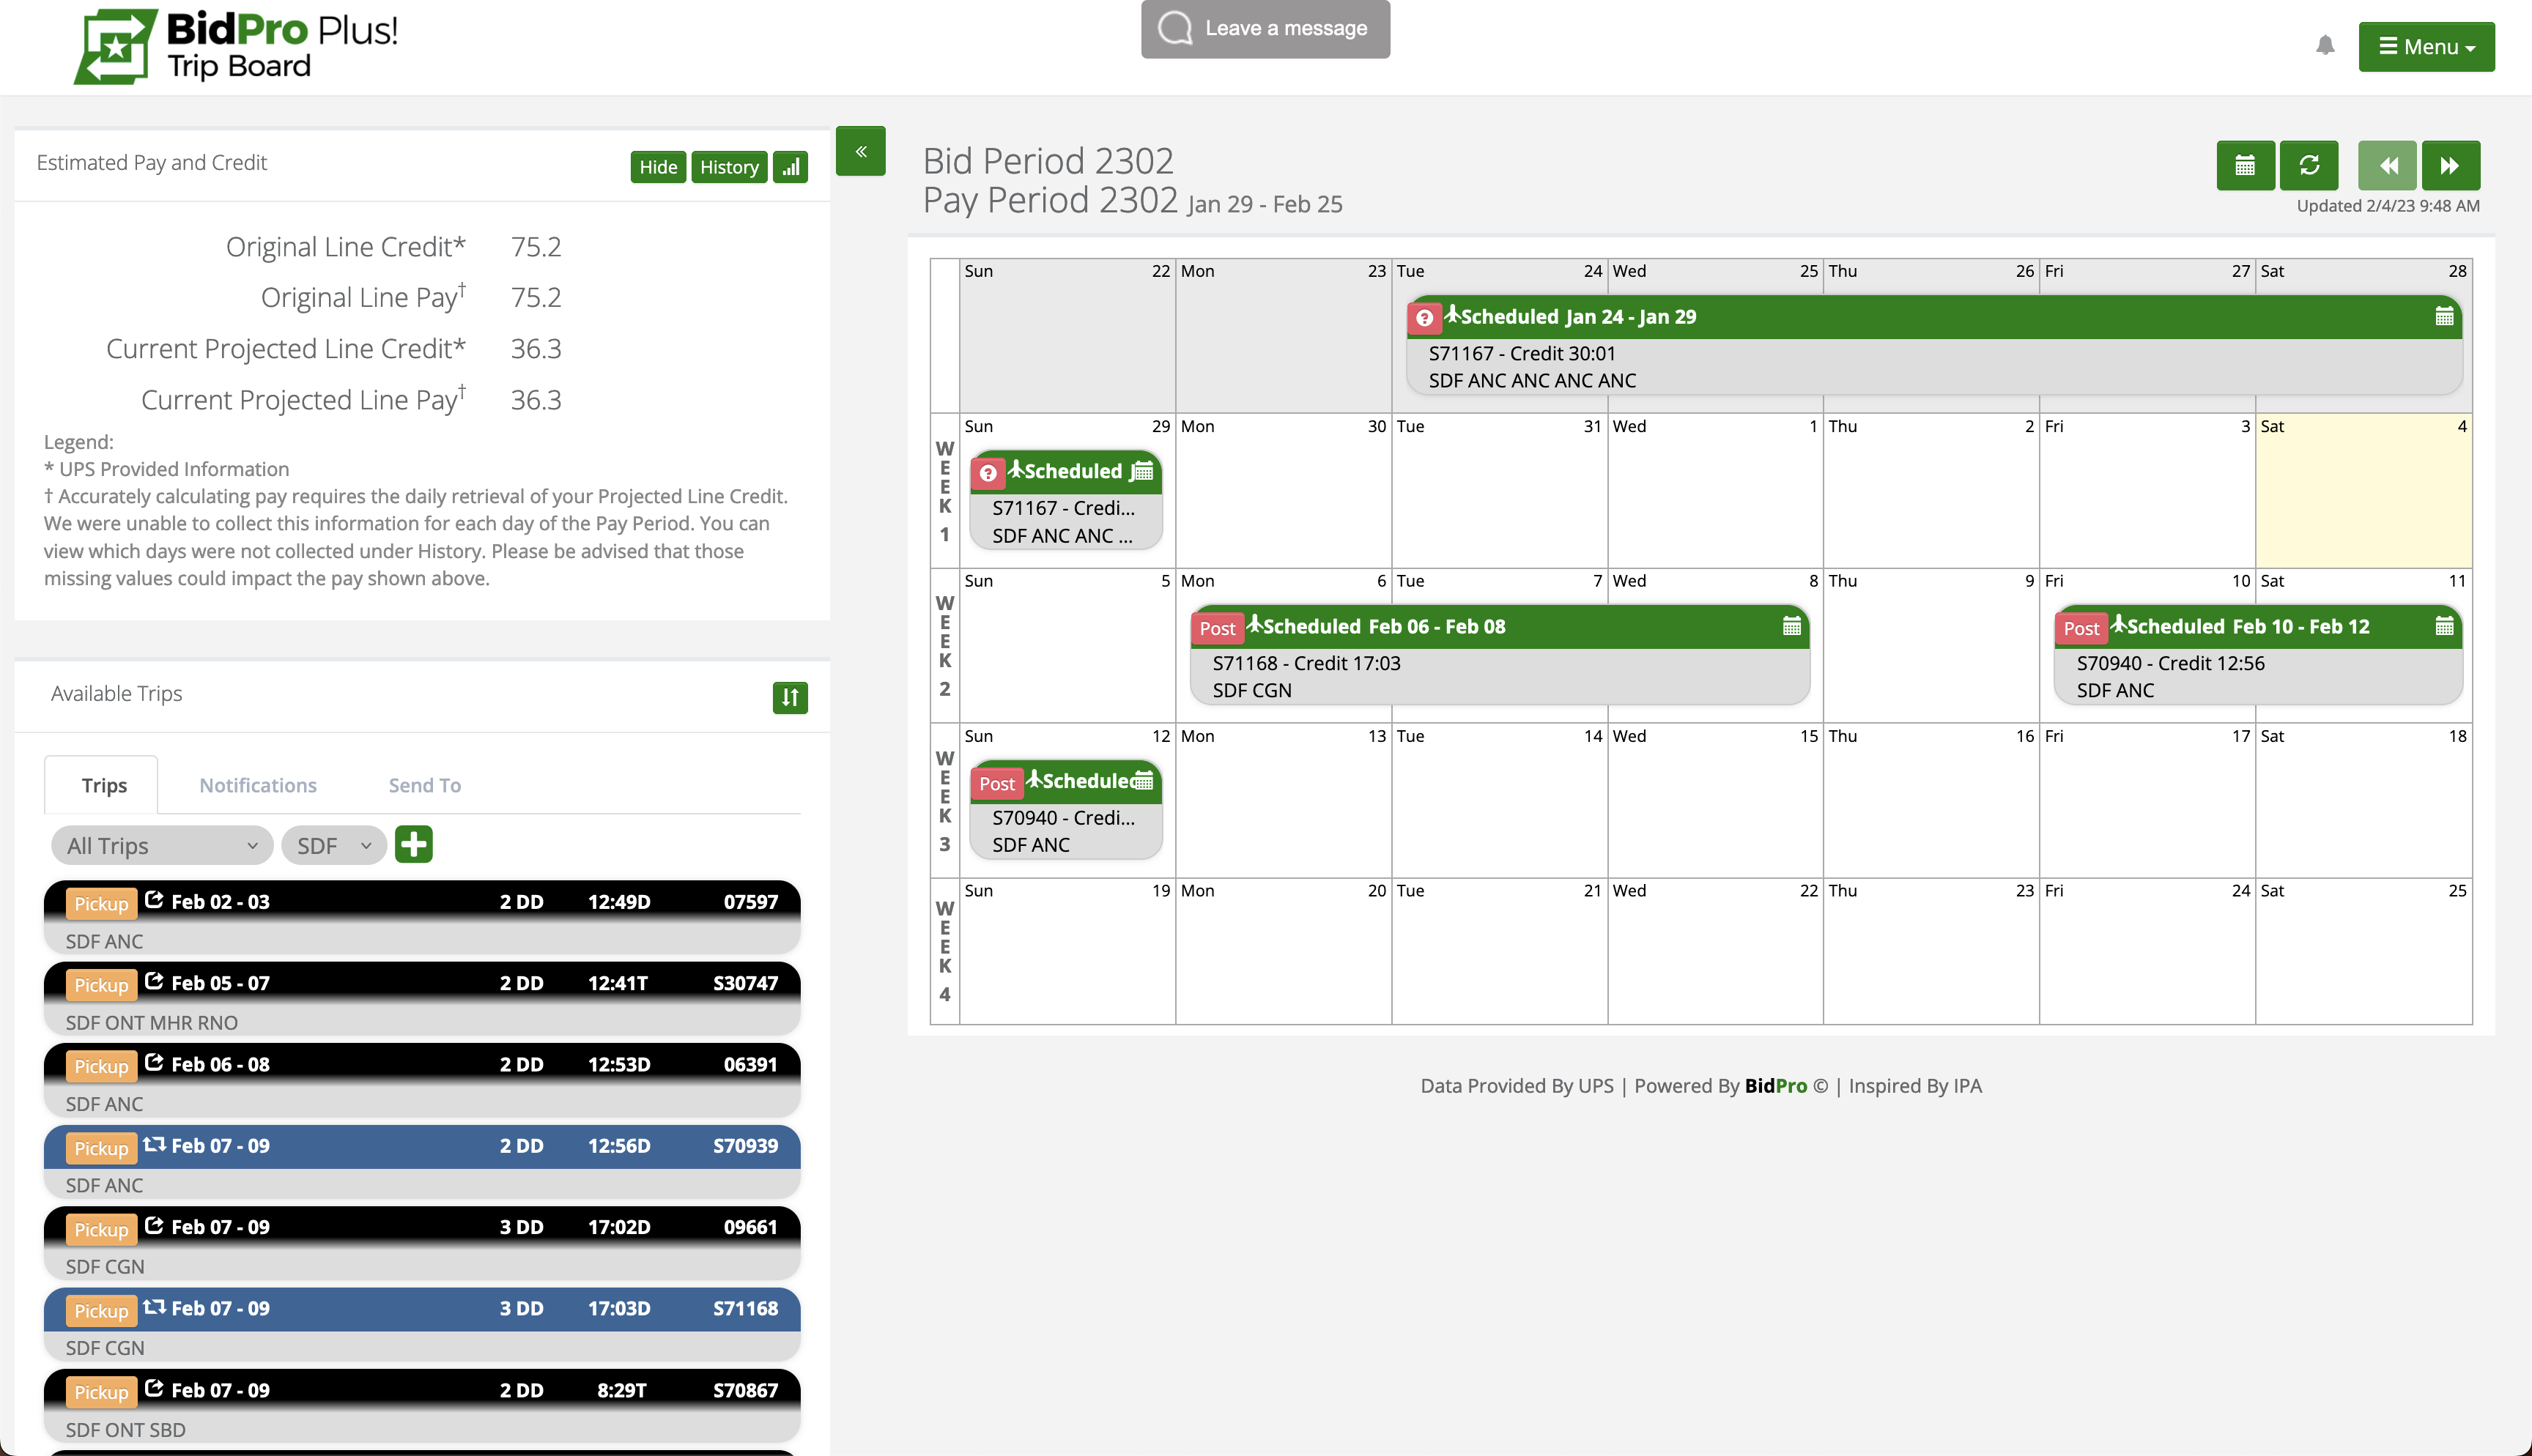 BidPro Plus!
Trip Board
Leave a message
Menu
Estimated Pay and Credit
Hide
History
Original Line Credit* 75.2
Original Line Pay† 75.2
Current Projected Line Credit* 36.3
Current Projected Line Pay† 36.3
Legend:
* UPS Provided Information
† Accurately calculating pay requires the daily retrieval of your Projected Line Credit.
We were unable to collect this information for each day of the Pay Period. You can
view which days were not collected under History. Please be advised that those
missing values could impact the pay shown above.
Available Trips
Trips
Notifications
Send To
All Trips
SDF
Pickup Feb 02 - 03 2 DD 12:49D 07597
SDF ANC
Pickup Feb 05 - 07 2 DD 12:41T S30747
SDF ONT MHR RNO
Pickup Feb 06 - 08 2 DD 12:53D 06391
SDF ANC
Pickup Feb 07 - 09 2 DD 12:56D S70939
SDF ANC
Pickup Feb 07 - 09 3 DD 17:02D 09661
SDF CGN
Pickup Feb 07 - 09 3 DD 17:03D S71168
SDF CGN
Pickup Feb 07 - 09 2 DD 8:29T S70867
SDF ONT SBD
Bid Period 2302
Pay Period 2302 Jan 29 - Feb 25
Updated 2/4/23 9:48 AM
Sun 22 Mon 23 Tue 24 Wed 25 Thu 26 Fri 27 Sat 28
? Scheduled Jan 24 - Jan 29
S71167 - Credit 30:01
SDF ANC ANC ANC ANC
WEEK 1
Sun 29 Mon 30 Tue 31 Wed 1 Thu 2 Fri 3 Sat 4
? Scheduled J
S71167 - Credi...
SDF ANC ANC ...
WEEK 2
Sun 5 Mon 6 Tue 7 Wed 8 Thu 9 Fri 10 Sat 11
Post Scheduled Feb 06 - Feb 08
S71168 - Credit 17:03
SDF CGN
Post Scheduled Feb 10 - Feb 12
S70940 - Credit 12:56
SDF ANC
WEEK 3
Sun 12 Mon 13 Tue 14 Wed 15 Thu 16 Fri 17 Sat 18
Post Scheduled
S70940 - Credi...
SDF ANC
WEEK 4
Sun 19 Mon 20 Tue 21 Wed 22 Thu 23 Fri 24 Sat 25
Data Provided By UPS | Powered By BidPro © | Inspired By IPA